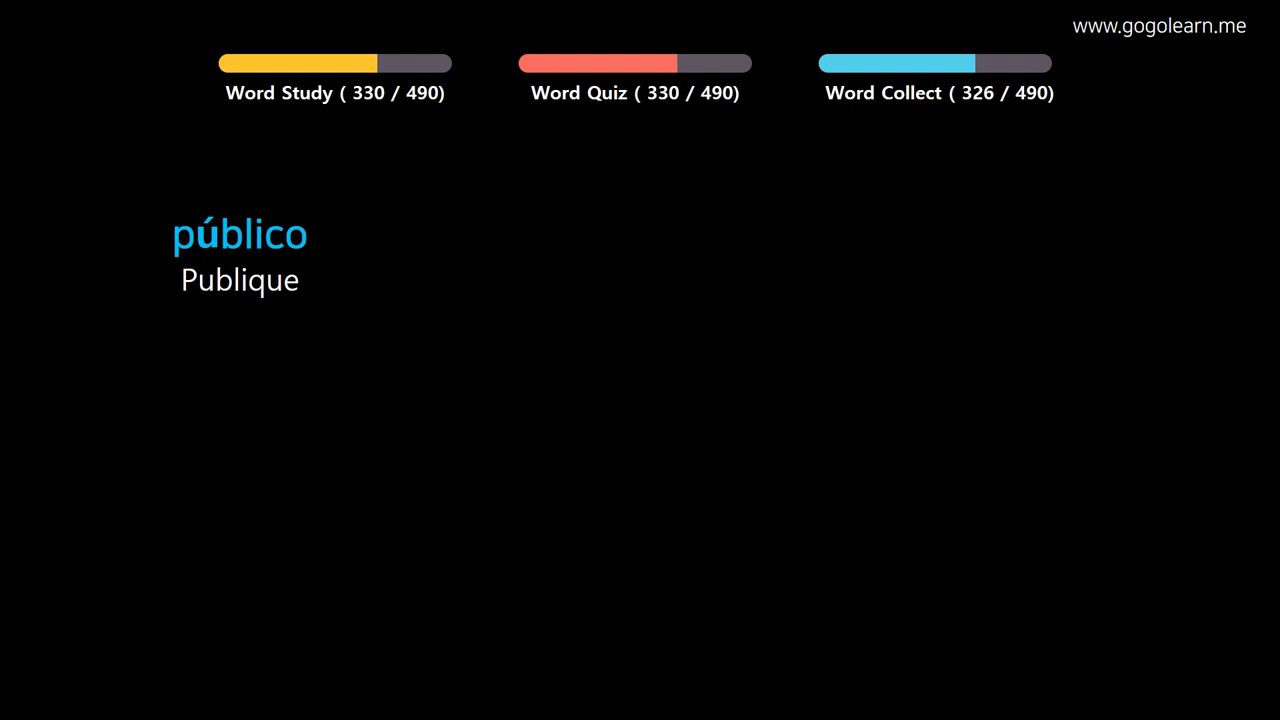 www.gogolearn.me
Word Study ( 330 / 490)
Word Quiz ( 330 / 490)
Word Collect ( 326 / 490)
público
Publique